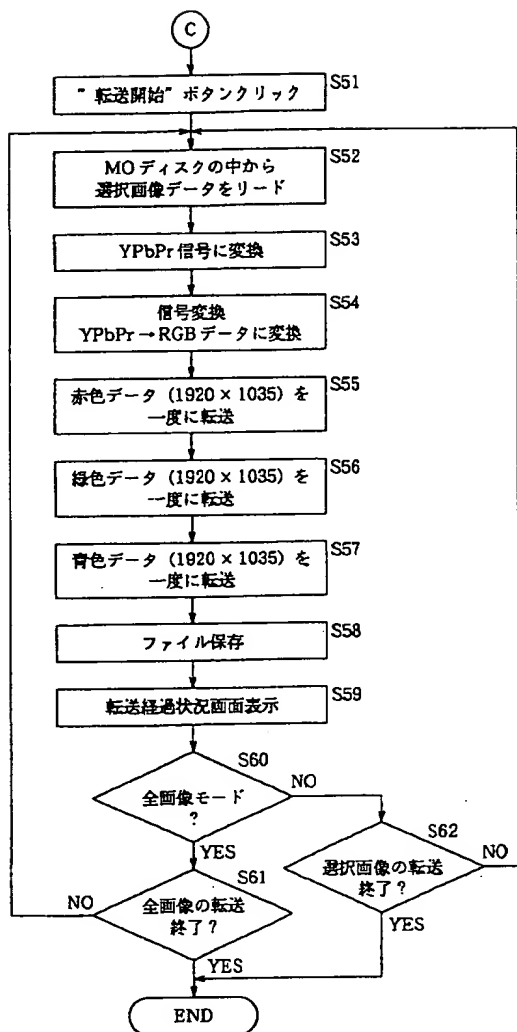 C
"転送開始"ボタンクリック
S51
MOディスクの中から
選択画像データをリード
S52
YPbPr信号に変換
S53
信号変換
YPbPr→RGBデータに変換
S54
赤色データ（1920×1035）を
一度に転送
S55
緑色データ（1920×1035）を
一度に転送
S56
青色データ（1920×1035）を
一度に転送
S57
ファイル保存
S58
転送経過状況画面表示
S59
S60
全画像モード
?
NO
YES
S62
選択画像の転送
終了?
NO
YES
S61
全画像の転送
終了?
NO
YES
END